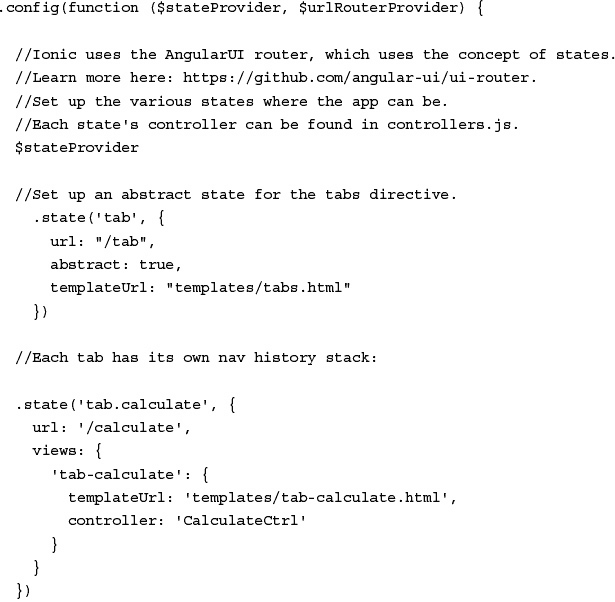 .config(function ($stateProvider, $urlRouterProvider) {
//Ionic uses the AngularUI router, which uses the concept of states.
//Learn more here: https://github.com/angular-ui/ui-router.
//Set up the various states where the app can be.
//Each state's controller can be found in controllers.js.
$stateProvider
//Set up an abstract state for the tabs directive.
.state('tab', {
url: "/tab",
abstract: true,
templateUrl: "templates/tabs.html"
})
//Each tab has its own nav history stack:
.state('tab.calculate', {
url: '/calculate',
views: {
'tab-calculate': {
templateUrl: 'templates/tab-calculate.html',
controller: 'CalculateCtrl'
}
}
})